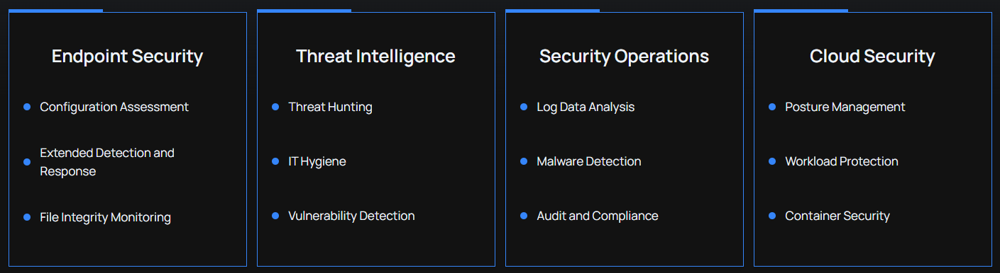 Endpoint Security
Configuration Assessment
Extended Detection and
Response
File Integrity Monitoring
Threat Intelligence
Threat Hunting
IT Hygiene
Vulnerability Detection
Security Operations
Log Data Analysis
Malware Detection
Audit and Compliance
Cloud Security
Posture Management
Workload Protection
Container Security